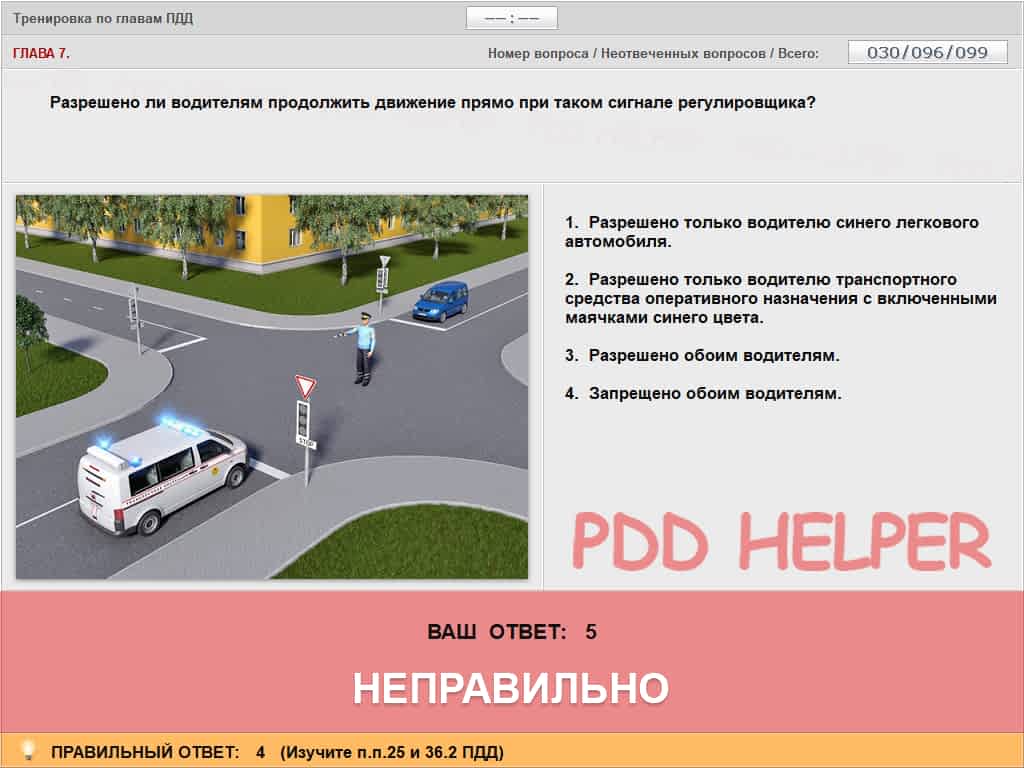 Тренировка по главам ПДД
—— : ——
ГЛАВА 7.
Номер вопроса / Неотвеченных вопросов / Всего:
030/096/099
Разрешено ли водителям продолжить движение прямо при таком сигнале регулировщика?
1. Разрешено только водителю синего легкового
автомобиля.
2. Разрешено только водителю транспортного
средства оперативного назначения с включенными
маячками синего цвета.
3. Разрешено обоим водителям.
4. Запрещено обоим водителям.
STOP
PDD HELPER
ВАШ ОТВЕТ: 5
НЕПРАВИЛЬНО
ПРАВИЛЬНЫЙ ОТВЕТ: 4 (Изучите п.п.25 и 36.2 ПДД)